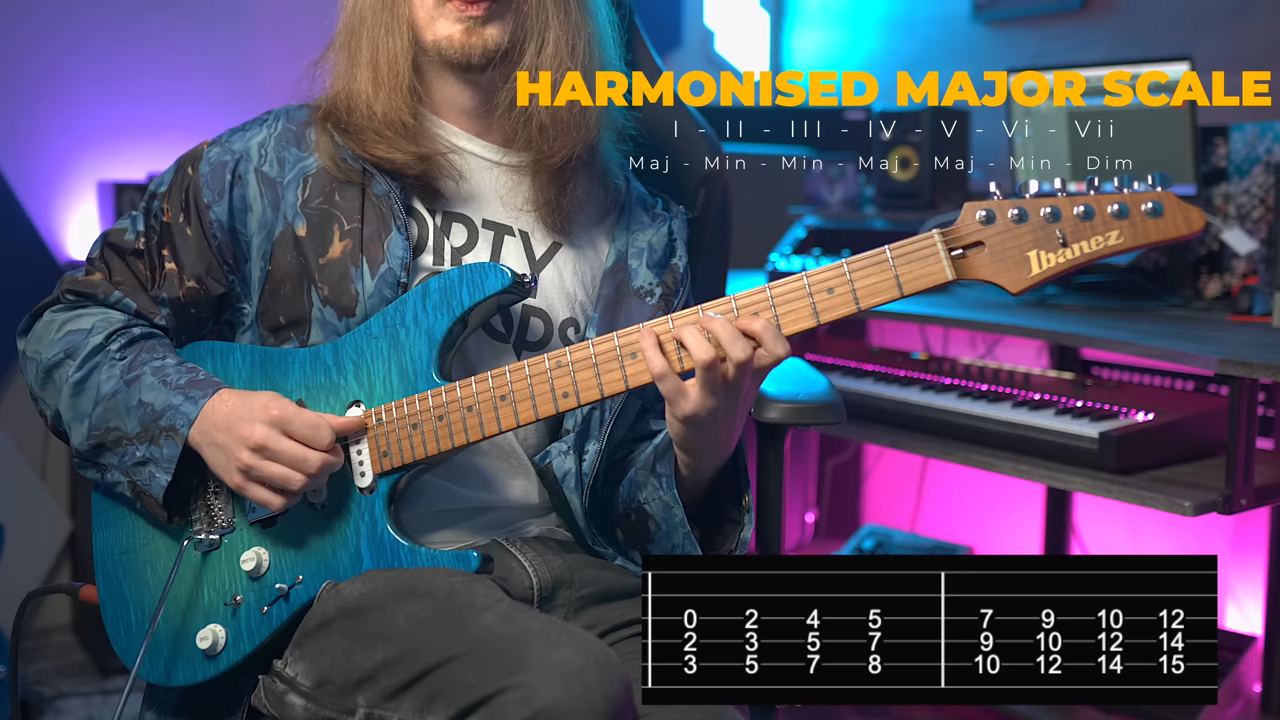 HARMONISED MAJOR SCALE
I - II - III - IV - V - Vi - Vii
Maj - Min - Min - Maj - Maj - Min - Dim
Ibanez
0 2 4 5 7 9 10 12
2 3 5 7 9 10 12 14
3 5 7 8 10 12 14 15